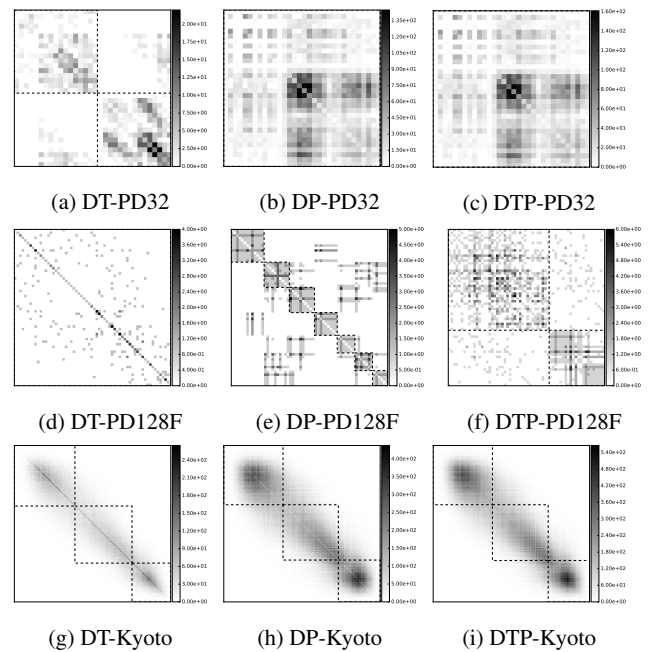 2.00e+01
1.75e+01
1.50e+01
1.25e+01
1.00e+01
7.50e+00
5.00e+00
2.50e+00
0.00e+00
(a) DT-PD32
1.35e+02
1.20e+02
1.05e+02
9.00e+01
7.50e+01
6.00e+01
4.50e+01
3.00e+01
1.50e+01
0.00e+00
(b) DP-PD32
1.60e+02
1.40e+02
1.20e+02
1.00e+02
8.00e+01
6.00e+01
4.00e+01
2.00e+01
0.00e+00
(c) DTP-PD32
4.00e+00
3.60e+00
3.20e+00
2.80e+00
2.40e+00
2.00e+00
1.60e+00
1.20e+00
8.00e-01
4.00e-01
0.00e+00
(d) DT-PD128F
5.00e+00
4.50e+00
4.00e+00
3.50e+00
3.00e+00
2.50e+00
2.00e+00
1.50e+00
1.00e+00
5.00e-01
0.00e+00
(e) DP-PD128F
6.00e+00
5.40e+00
4.80e+00
4.20e+00
3.60e+00
3.00e+00
2.40e+00
1.80e+00
1.20e+00
6.00e-01
0.00e+00
(f) DTP-PD128F
2.40e+02
2.10e+02
1.80e+02
1.50e+02
1.20e+02
9.00e+01
6.00e+01
3.00e+01
0.00e+00
(g) DT-Kyoto
4.00e+02
3.50e+02
3.00e+02
2.50e+02
2.00e+02
1.50e+02
1.00e+02
5.00e+01
0.00e+00
(h) DP-Kyoto
5.40e+02
4.80e+02
4.20e+02
3.60e+02
3.00e+02
2.40e+02
1.80e+02
1.20e+02
6.00e+01
0.00e+00
(i) DTP-Kyoto